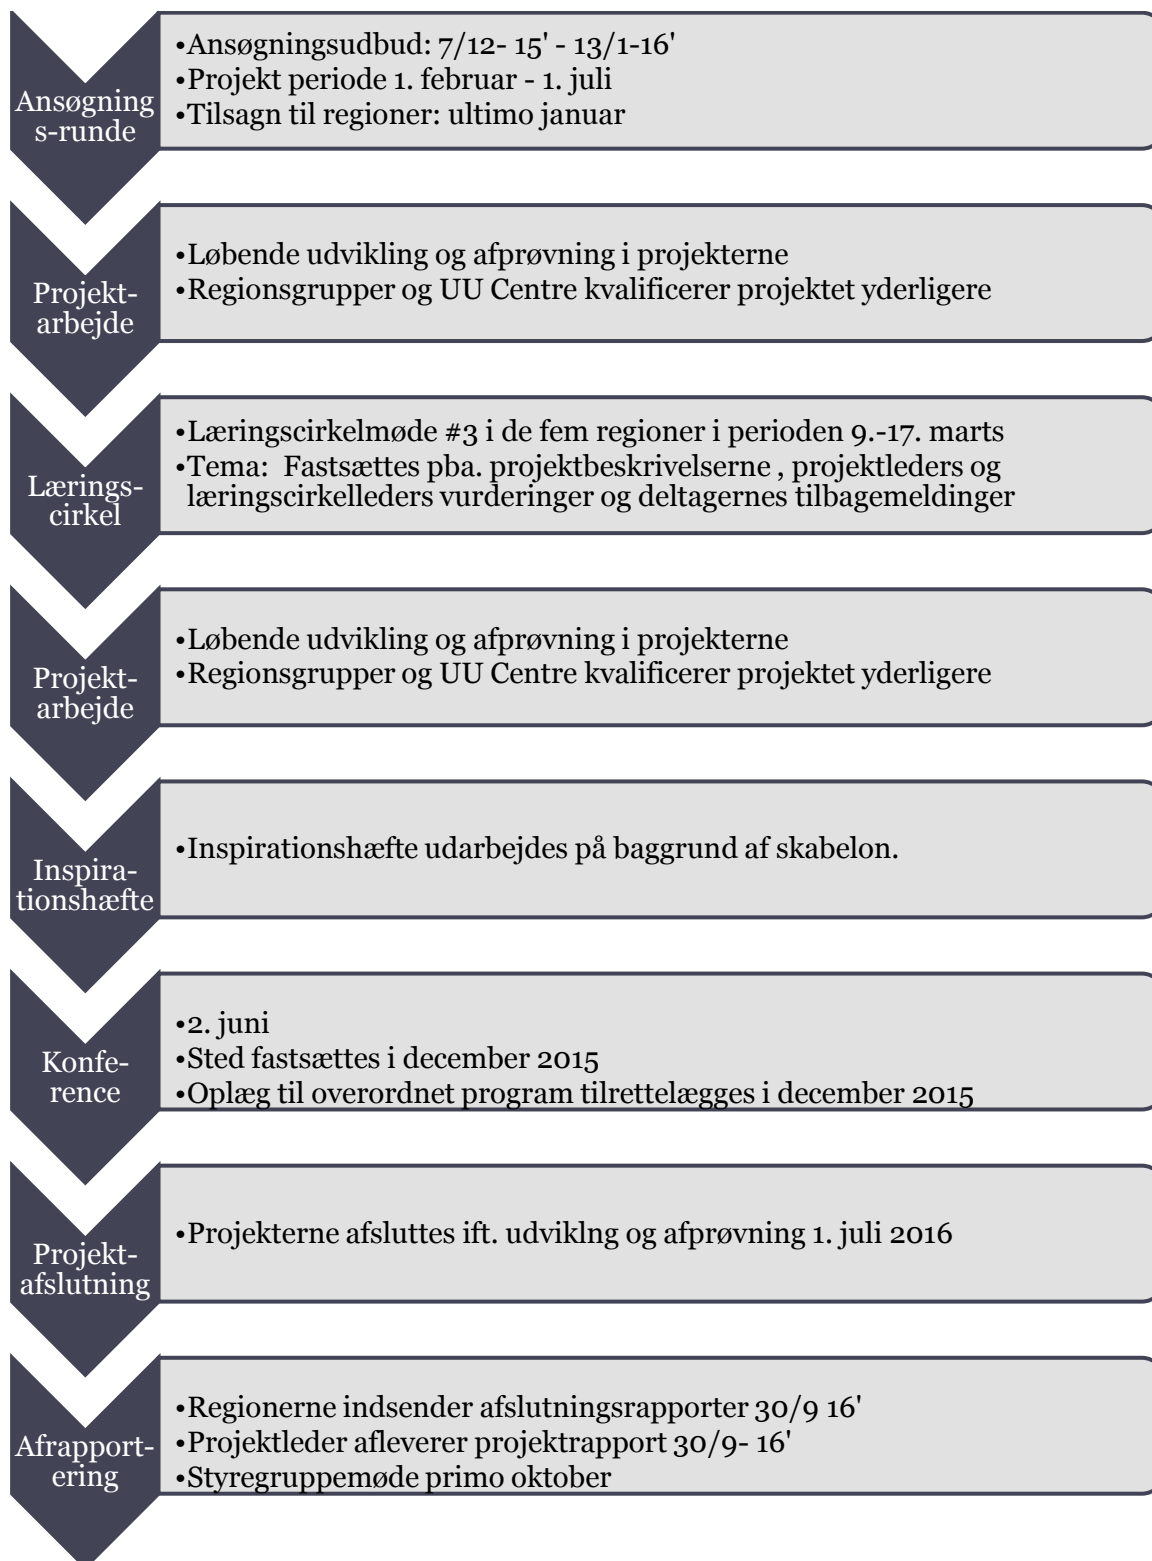 Ansøgning
s-runde
•Ansøgningsudbud: 7/12- 15' - 13/1-16'
•Projekt periode 1. februar - 1. juli
•Tilsagn til regioner: ultimo januar
Projekt-
arbejde
•Løbende udvikling og afprøvning i projekterne
•Regionsgrupper og UU Centre kvalificerer projektet yderligere
Lærings-
cirkel
•Læringscirkelmøde #3 i de fem regioner i perioden 9.-17. marts
•Tema:  Fastsættes pba. projektbeskrivelserne , projektleders og
læringscirkelleders vurderinger og deltagernes tilbagemeldinger
Projekt-
arbejde
•Løbende udvikling og afprøvning i projekterne
•Regionsgrupper og UU Centre kvalificerer projektet yderligere
Inspira-
tionshæfte
•Inspirationshæfte udarbejdes på baggrund af skabelon.
Konfe-
rence
•2. juni
•Sted fastsættes i december 2015
•Oplæg til overordnet program tilrettelægges i december 2015
Projekt-
afslutning
•Projekterne afsluttes ift. udviklng og afprøvning 1. juli 2016
Afrapport-
ering
•Regionerne indsender afslutningsrapporter 30/9 16'
•Projektleder afleverer projektrapport 30/9- 16'
•Styregruppemøde primo oktober